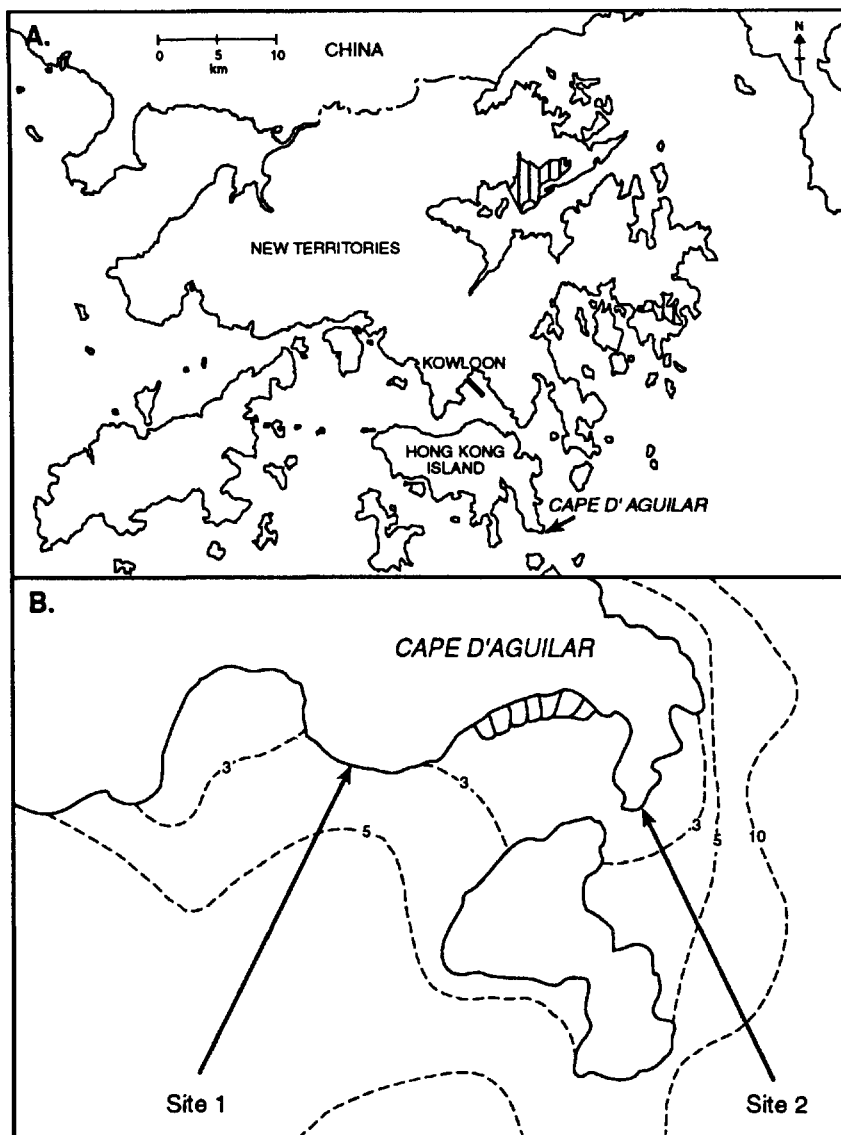 A.
0 5 10
km
CHINA
N
NEW TERRITORIES
KOWLOON
HONG KONG
ISLAND
CAPE D' AGUILAR
B.
CAPE D'AGUILAR
3
3
5
3
5
10
Site 1
Site 2